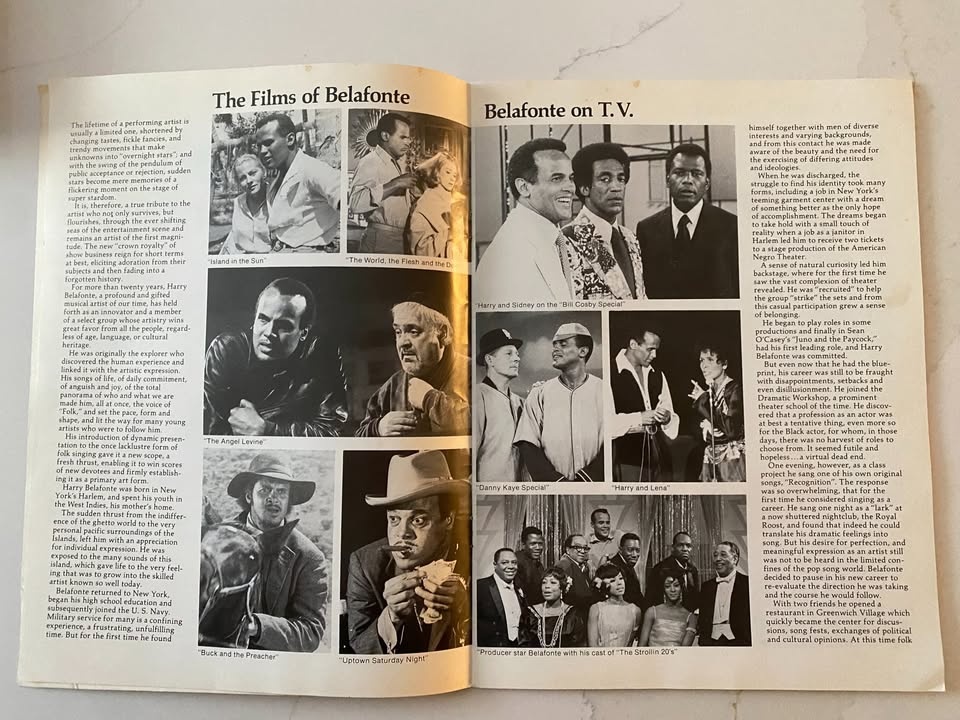 The Films of Belafonte
The lifetime of a performing artist is
usually a limited one, shortened by
changing tastes, fickle fancies, and
trendy movements that make
unknowns into "overnight stars"; and
with the swing of the pendulum of
public acceptance or rejection, sudden
stars become mere memories of a
flickering moment on the stage of
super stardom.
It is, therefore, a true tribute to the
artist who not only survives, but
flourishes, through the ever shifting
seas of the entertainment scene and
remains an artist of the first magni-
tude. The new "crown royalty" of
show business reign for short terms
at best, eliciting adoration from their
subjects and then fading into a
forgotten history.
For more than twenty years, Harry
Belafonte, a profound and gifted
musical artist of our time, has held
forth as an innovator and a member
of a select group whose artistry wins
great favor from all the people, regard-
less of age, language, or cultural
heritage.
He was originally the explorer who
discovered the human experience and
linked it with the artistic expression.
His songs of life, of daily commitment,
of anguish and joy, of the total
panorama of who and what we are
made him, all at once, the voice of
"Folk," and set the pace, form and
shape, and lit the way for many young
artists who were to follow him.
His introduction of dynamic presen-
tation to the once lacklustre form of
folk singing gave it a new scope, a
fresh thrust, enabling it to win scores
of new devotees and firmly establish-
ing it as a primary art form.
Harry Belafonte was born in New
York's Harlem, and spent his youth in
the West Indies, his mother's home.
The sudden thrust from the indiffer-
ence of the ghetto world to the very
personal pacific surroundings of the
Islands, left him with an appreciation
for individual expression. He was
exposed to the many sounds of this
island, which gave life to the very feel-
ing that was to grow into the skilled
artist known so well today.
Belafonte returned to New York,
began his high school education and
subsequently joined the U. S. Navy.
Military service for many is a confining
experience, a frustrating, unfulfilling
time. But for the first time he found
"Island in the Sun"
"The World, the Flesh and the
"The Angel Levine"
"Buck and the Preacher"
"Uptown Saturday Night"
Belafonte on T. V.
"Harry and Sidney on the "Bill Cosby Special"
"Danny Kaye Special"
"Harry and Lena"
"Producer star Belafonte with his cast of "The Strollin 20's"
himself together with men of diverse
interests and varying backgrounds,
and from this contact he was made
aware of the beauty and the need for
the exercising of differing attitudes
and ideologies.
When he was discharged, the
struggle to find his identity took many
forms, including a job in New York's
teeming garment center with a dream
of something better as the only hope
of accomplishment. The dreams began
to take hold with a small touch of
reality when a job as a janitor in
Harlem led him to receive two tickets
to a stage production of the American
Negro Theater.
A sense of natural curiosity led him
backstage, where for the first time he
saw the vast complexion of theater
revealed. He was "recruited" to help
the group "strike" the sets and from
this casual participation grew a sense
of belonging.
He began to play roles in some
productions and finally in Sean
O'Casey's "Juno and the Paycock,"
had his first leading role, and Harry
Belafonte was committed.
But even now that he had the blue-
print, his career was still to be fraught
with disappointments, setbacks and
even disillusionment. He joined the
Dramatic Workshop, a prominent
theater school of the time. He discov-
ered that a profession as an actor was
at best a tentative thing, even more so
for the Black actor, for whom, in those
days, there was no harvest of roles to
choose from. It seemed futile and
hopeless...a virtual dead end.
One evening, however, as a class
project he sang one of his own original
songs, "Recognition". The response
was so overwhelming, that for the
first time he considered singing as a
career. He sang one night as a "lark" at
a now shuttered nightclub, the Royal
Roost, and found that indeed he could
translate his dramatic feelings into
song. But his desire for perfection, and
meaningful expression as an artist still
was not to be heard in the limited con-
fines of the pop song world. Belafonte
decided to pause in his new career to
re-evaluate the direction he was taking
and the course he would follow.
With two friends he opened a
restaurant in Greenwich Village which
quickly became the center for discus-
sions, song fests, exchanges of political
and cultural opinions. At this time folk